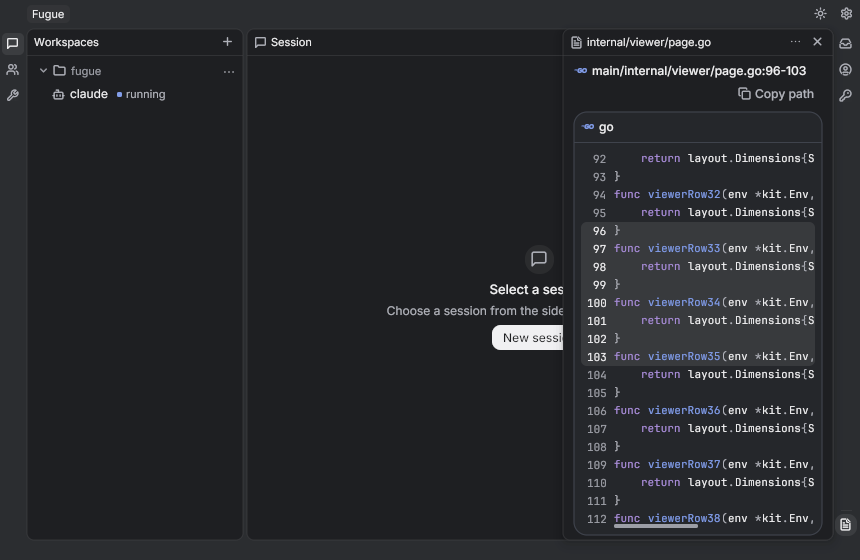 Fugue
Workspaces
fugue
claude running
Session
Select a ses
Choose a session from the side
New sessi
internal/viewer/page.go
main/internal/viewer/page.go:96-103
Copy path
go
92 return layout.Dimensions{S
93 }
94 func viewerRow32(env *kit.Env,
95 return layout.Dimensions{S
96 }
97 func viewerRow33(env *kit.Env,
98 return layout.Dimensions{S
99 }
100 func viewerRow34(env *kit.Env,
101 return layout.Dimensions{S
102 }
103 func viewerRow35(env *kit.Env,
104 return layout.Dimensions{S
105 }
106 func viewerRow36(env *kit.Env,
107 return layout.Dimensions{S
108 }
109 func viewerRow37(env *kit.Env,
110 return layout.Dimensions{S
111 }
112 func viewerRow38(env *kit.Env,